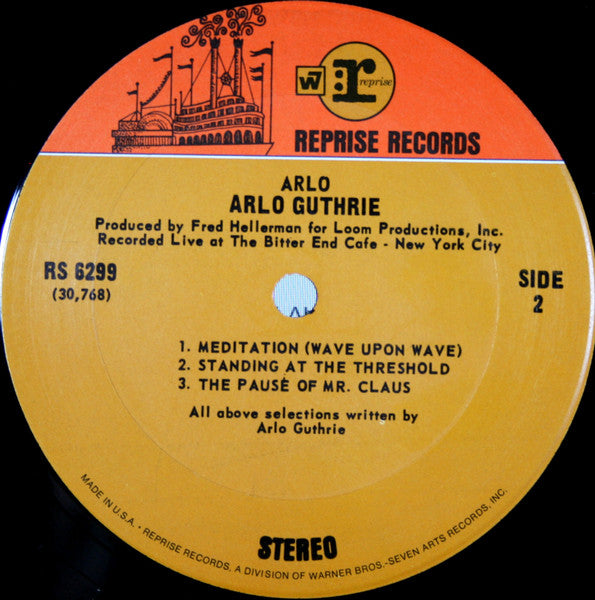 W7 r reprise
REPRISE RECORDS
ARLO
ARLO GUTHRIE
Produced by Fred Hellerman for Loom Productions, Inc.
Recorded Live at The Bitter End Cafe - New York City
RS 6299
(30,768)
SIDE
2
1. MEDITATION (WAVE UPON WAVE)
2. STANDING AT THE THRESHOLD
3. THE PAUSE OF MR. CLAUS
All above selections written by
Arlo Guthrie
STEREO
MADE IN U.S.A. • REPRISE RECORDS, A DIVISION OF WARNER BROS.-SEVEN ARTS RECORDS, INC.